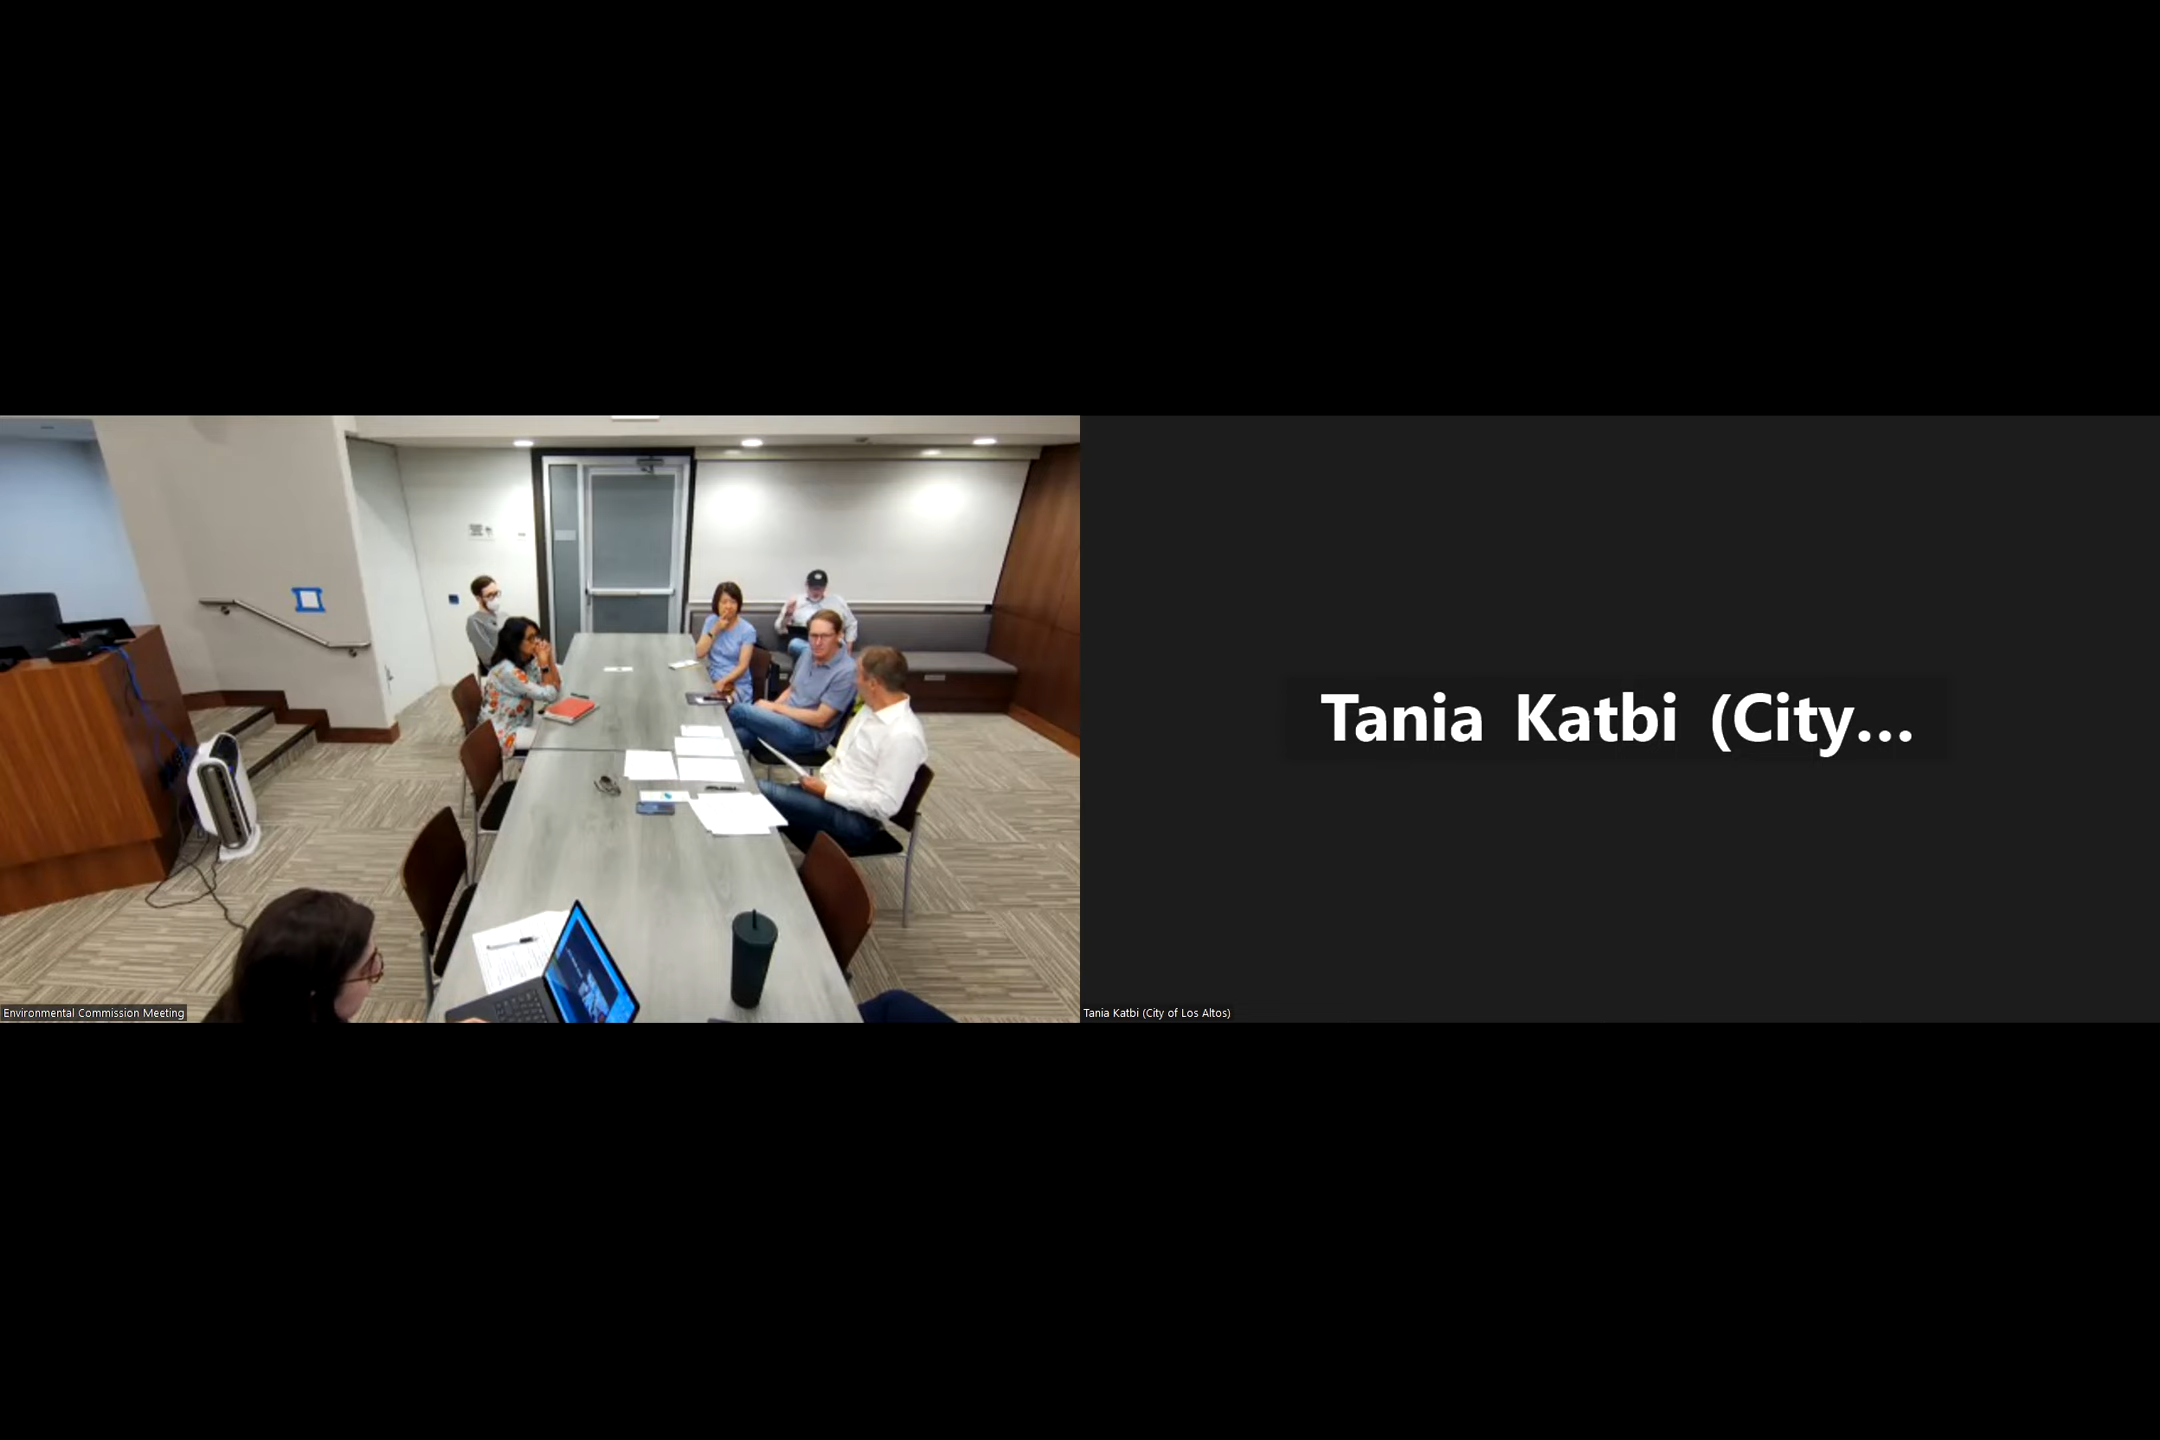 Tania Katbi (City...
Environmental Commission Meeting
Tania Katbi (City of Los Altos)